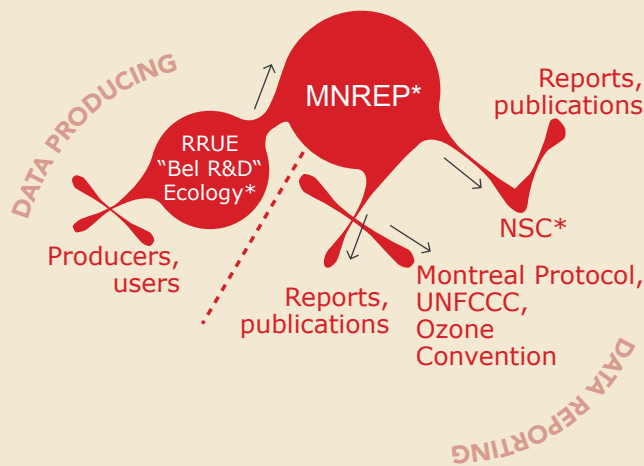 DATA PRODUCING
MNREP*
Reports,
publications
RRUE
"Bel R&D"
Ecology*
NSC*
Producers,
users
Reports,
publications
Montreal Protocol,
UNFCCC,
Ozone
Convention
DATA REPORTING